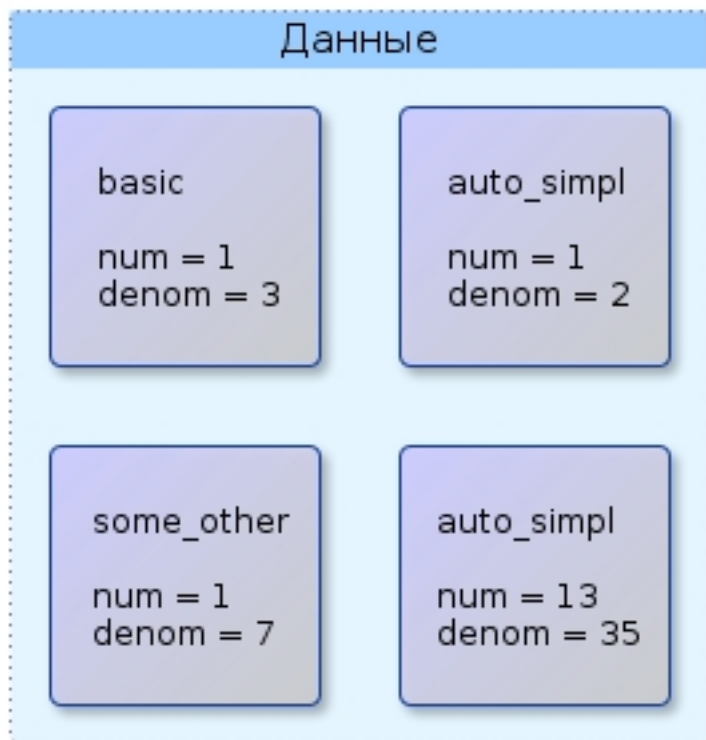 Данные
basic
num = 1
denom = 3
auto_simpl
num = 1
denom = 2
some_other
num = 1
denom = 7
auto_simpl
num = 13
denom = 35